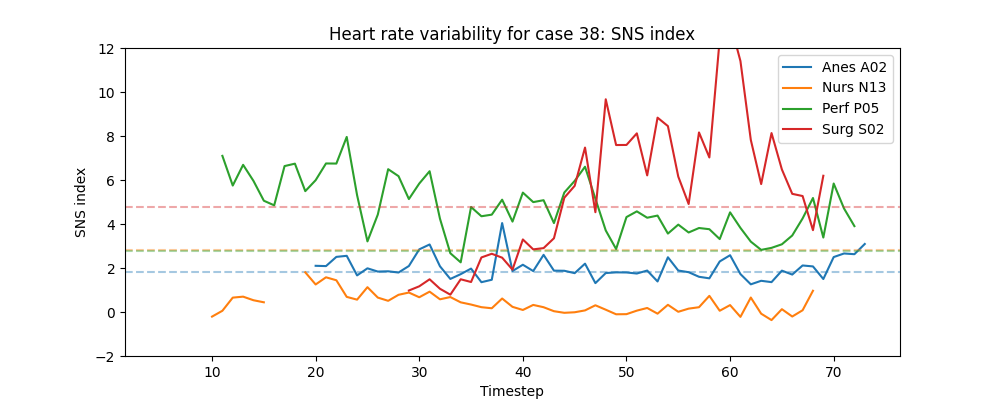 Heart rate variability for case 38: SNS index
12
10
8
6
4
2
0
−2
SNS index
10 20 30 40 50 60 70
Timestep
Anes A02
Nurs N13
Perf P05
Surg S02